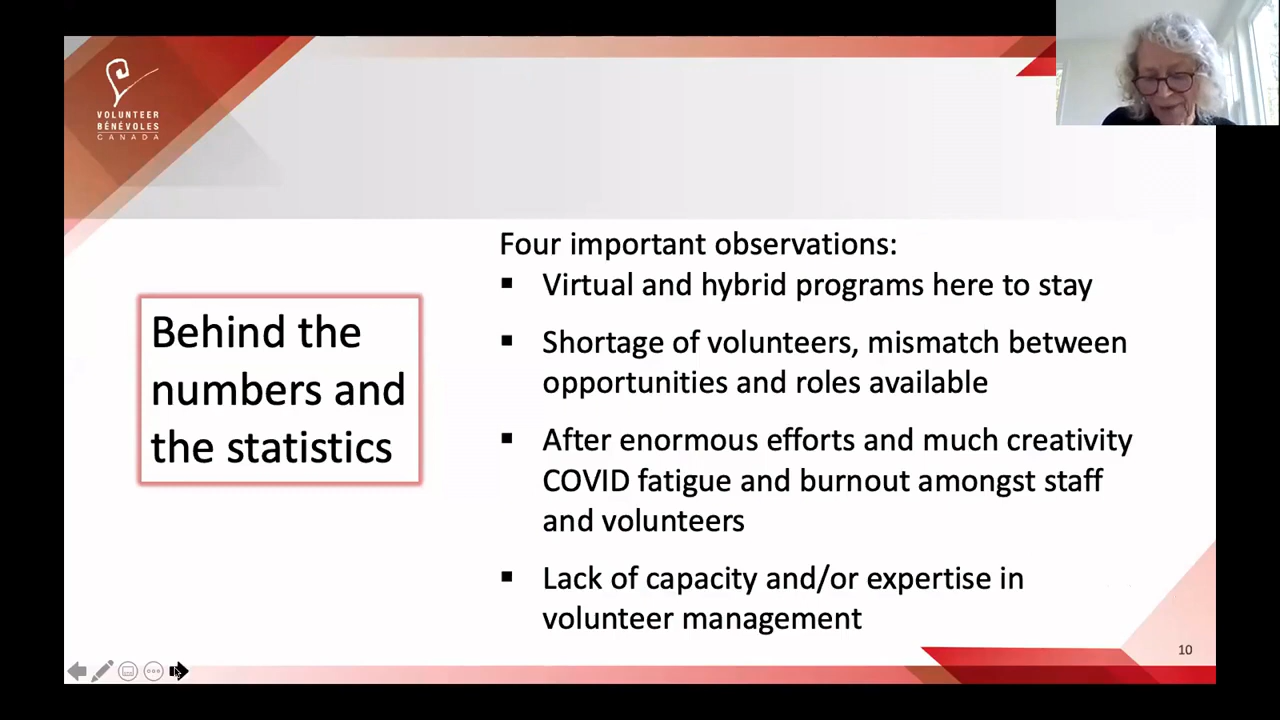 VOLUNTEER
BÉNÉVOLES
CANADA
Behind the
numbers and
the statistics
Four important observations:
▪ Virtual and hybrid programs here to stay
▪ Shortage of volunteers, mismatch between
opportunities and roles available
▪ After enormous efforts and much creativity
COVID fatigue and burnout amongst staff
and volunteers
▪ Lack of capacity and/or expertise in
volunteer management
10